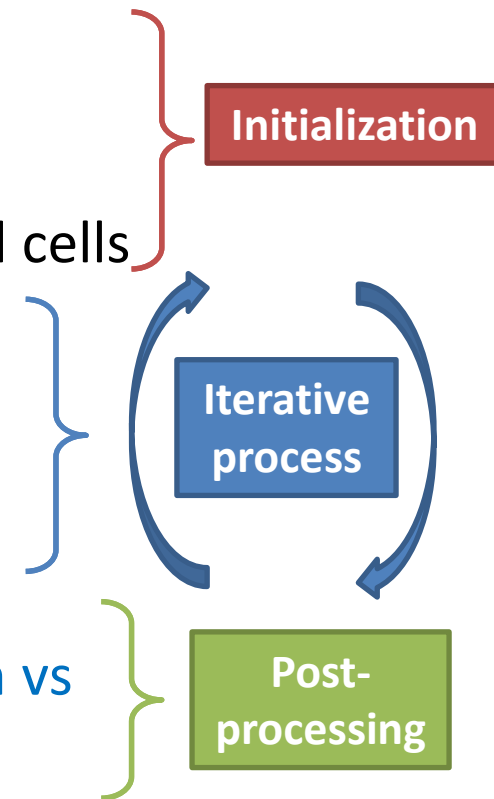 Initialization
cells
Iterative
process
vs
Post-
processing